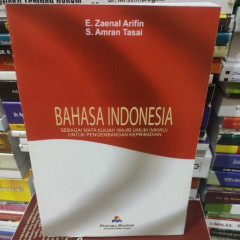 E. Zaenal Arifin
S. Amran Tasai
BAHASA INDONESIA
SEBAGAI MATA KULIAH WAJIB UMUM (MKWU)
UNTUK PENGEMBANGAN KEPRIBADIAN